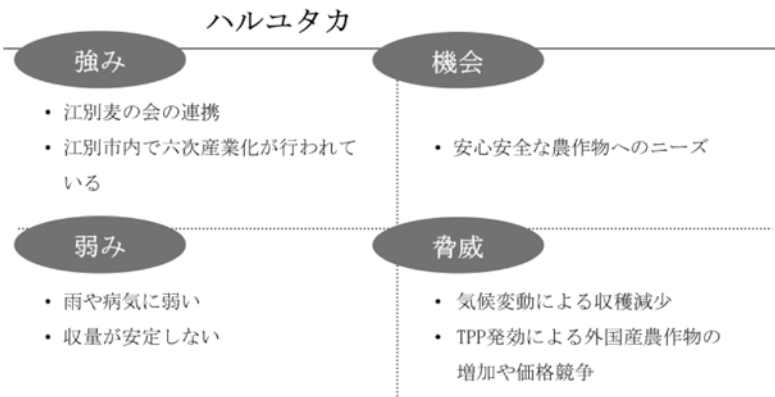 ハルユタカ
強み
・ 江別麦の会の連携
・ 江別市内で六次産業化が行われて
いる
機会
・ 安心安全な農作物へのニーズ
弱み
・ 雨や病気に弱い
・ 収量が安定しない
脅威
・ 気候変動による収穫減少
・ TPP発効による外国産農作物の
増加や価格競争